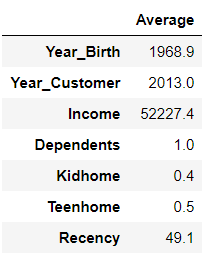 Average
Year_Birth 1968.9
Year_Customer 2013.0
Income 52227.4
Dependents 1.0
Kidhome 0.4
Teenhome 0.5
Recency 49.1